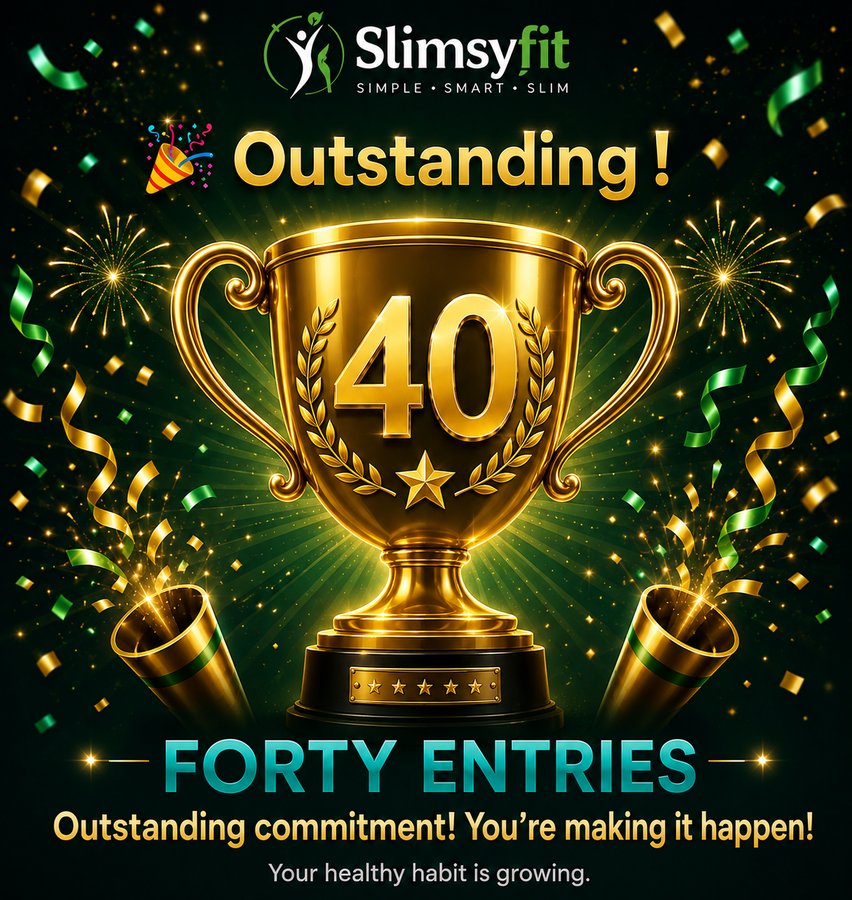 Slimsyfit
SIMPLE • SMART • SLIM
Outstanding !
40
FORTY ENTRIES
Outstanding commitment! You're making it happen!
Your healthy habit is growing.